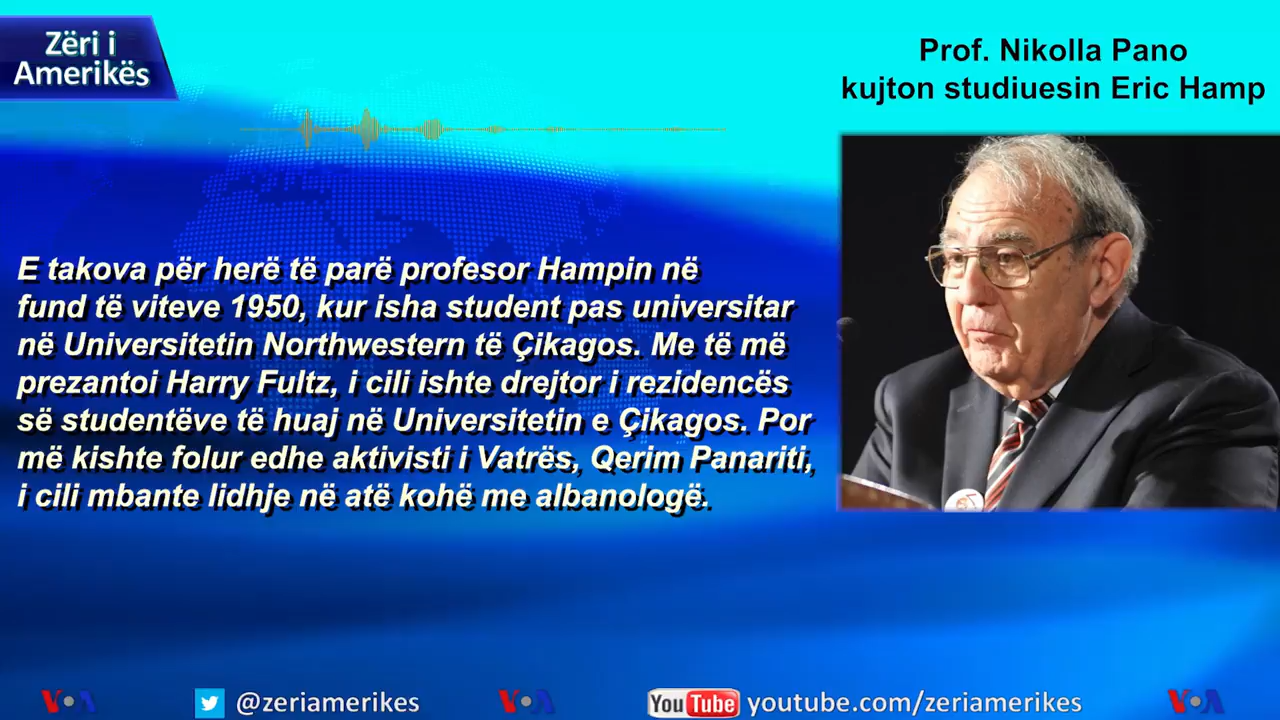 Zëri i
Amerikës
Prof. Nikolla Pano
kujton studiuesin Eric Hamp
E takova për herë të parë profesor Hampin në
fund të viteve 1950, kur isha student pas universitar
në Universitetin Northwestern të Çikagos. Me të më
prezantoi Harry Fultz, i cili ishte drejtor i rezidencës
së studentëve të huaj në Universitetin e Çikagos. Por
më kishte folur edhe aktivisti i Vatrës, Qerim Panariti,
i cili mbante lidhje në atë kohë me albanologë.
VOA @zeriamerikes VOA YouTube youtube.com/zeriamerikes VOA